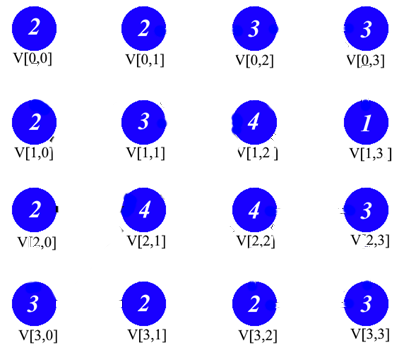 2 2 3 3
V[0,0] V[0,1] V[0,2] V[0,3]
2 3 4 1
V[1,0] V[1,1] V[1,2] V[1,3]
2 4 4 3
V[2,0] V[2,1] V[2,2] V[2,3]
3 2 2 3
V[3,0] V[3,1] V[3,2] V[3,3]